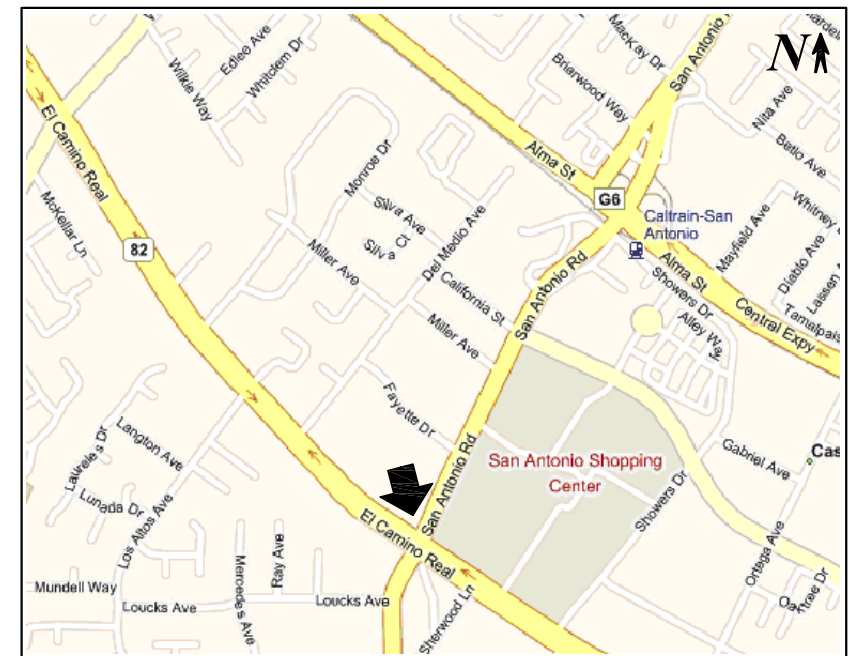 Edlee Ave
Wilkie Way
Whitclem Dr
MacKay Dr
San Antonio
N
Briarwood Way
Nita Ave
Betlo Ave
El Camino Real
Alma St
Monroe Dr
G6
Whitney
Caltrain-San
Antonio
McKellar Ln
Silva Ave
Silva Ct
Del Medio Ave
Mayfield Ave
Diablo Ave
Lassen
82
Miller Ave
San Antonio Rd
Alma St
Showers Dr
California St
Central Expy
Tamalpais
Miller Ave
Alley Way
Fayette Dr
Laureles Dr
Langton Ave
San Antonio Rd
San Antonio Shopping
Center
Gabriel Ave
Cas
Lunada Dr
Los Altos Ave
El Camino Real
Showers Dr
Ortega Ave
Mundell Way
Mercedes Ave
Ray Ave
Loucks Ave
Loucks Ave
Sherwood Ln
Dr